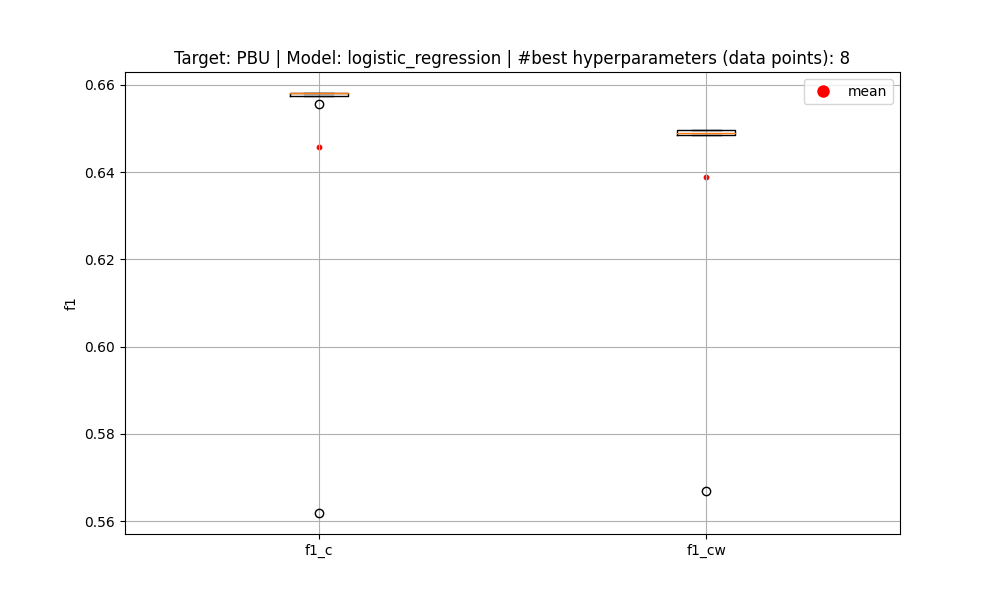 Target: PBU | Model: logistic_regression | #best hyperparameters (data points): 8
mean
0.66
0.64
0.62
0.60
0.58
0.56
f1
f1_c
f1_cw